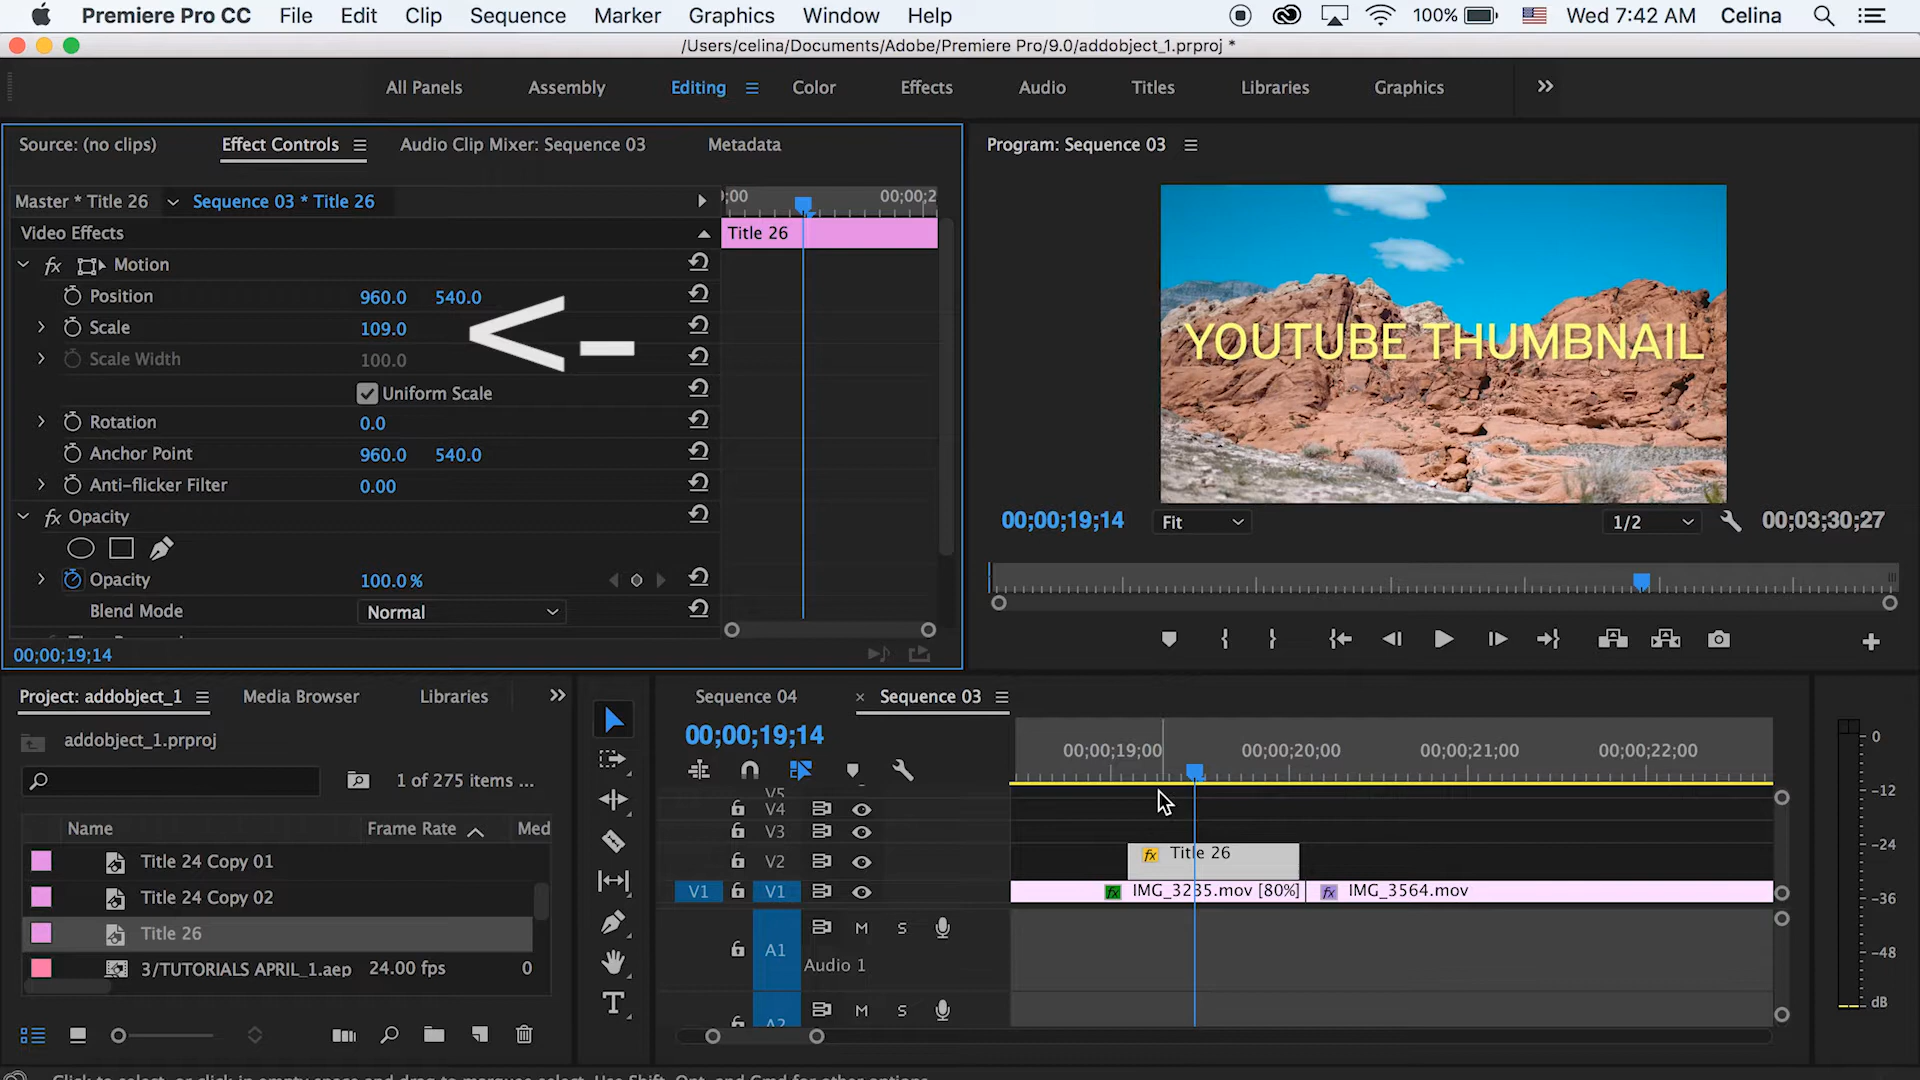 Premiere Pro CC File Edit Clip Sequence Marker Graphics Window Help 100% Wed 7:42 AM Celina
/Users/celina/Documents/Adobe/Premiere Pro/9.0/addobject_1.prproj *
All Panels Assembly Editing Color Effects Audio Titles Libraries Graphics
Source: (no clips) Effect Controls Audio Clip Mixer: Sequence 03 Metadata
Program: Sequence 03
Master * Title 26 Sequence 03 * Title 26
;00 00;00;2
Video Effects
Title 26
fx Motion
Position 960.0 540.0
Scale 109.0
<-
Scale Width 100.0
Uniform Scale
Rotation 0.0
Anchor Point 960.0 540.0
Anti-flicker Filter 0.00
fx Opacity
Opacity 100.0 %
Blend Mode Normal
00;00;19;14
YOUTUBE THUMBNAIL
00;00;19;14 Fit 1/2 00;03;30;27
Project: addobject_1 Media Browser Libraries
addobject_1.prproj
1 of 275 items ...
Name Frame Rate Med
Title 24 Copy 01
Title 24 Copy 02
Title 26
3/TUTORIALS APRIL_1.aep 24.00 fps 0
T
Sequence 04 × Sequence 03
00;00;19;14
00;00;19;00 00;00;20;00 00;00;21;00 00;00;22;00
V5
V4
V3
V2 fx Title 26
V1 V1 fx IMG_3235.mov [80%] fx IMG_3564.mov
A1 M S
Audio 1
A2 M S
0
-12
-24
-36
-48
dB
Click to select, or click in empty space and drag to marquee select. Use Shift, Opt, and Cmd for other options.